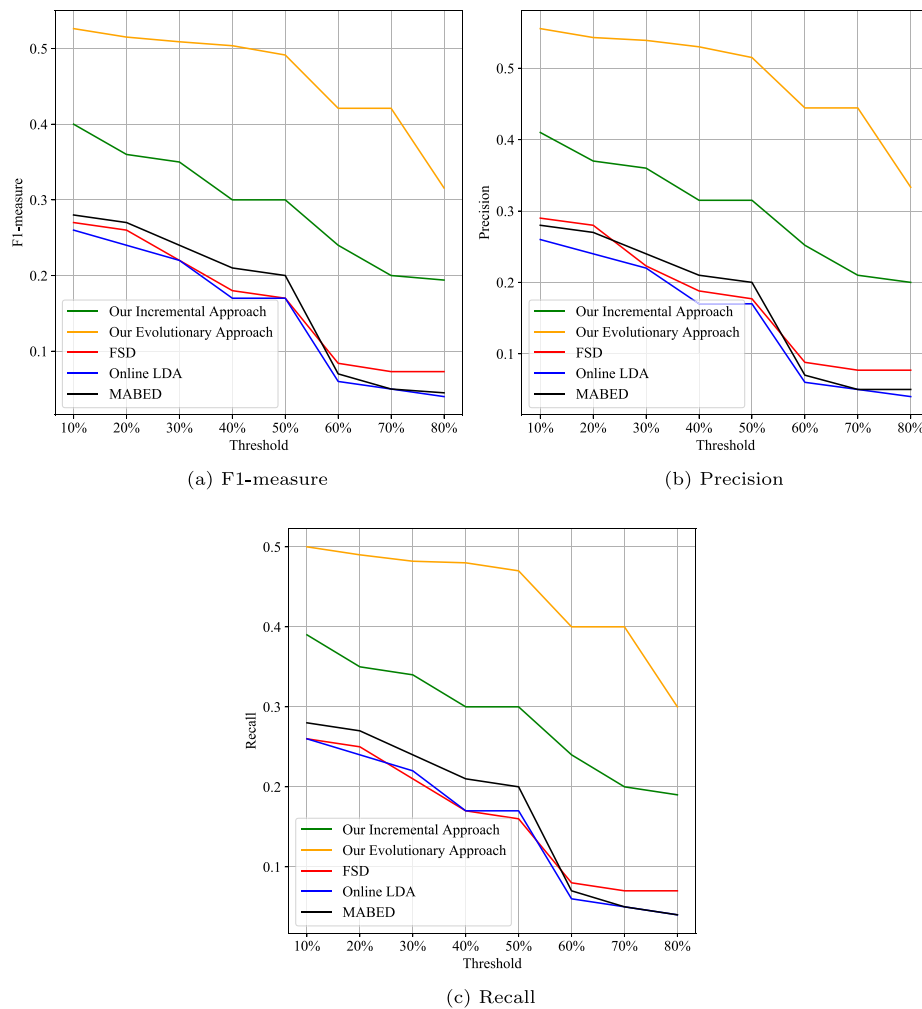 0.5
0.4
0.3
0.2
0.1
F1-measure
Our Incremental Approach
Our Evolutionary Approach
FSD
Online LDA
MABED
10% 20% 30% 40% 50% 60% 70% 80%
Threshold
(a) F1-measure
0.5
0.4
0.3
0.2
0.1
Precision
Our Incremental Approach
Our Evolutionary Approach
FSD
Online LDA
MABED
10% 20% 30% 40% 50% 60% 70% 80%
Threshold
(b) Precision
0.5
0.4
0.3
0.2
0.1
Recall
Our Incremental Approach
Our Evolutionary Approach
FSD
Online LDA
MABED
10% 20% 30% 40% 50% 60% 70% 80%
Threshold
(c) Recall